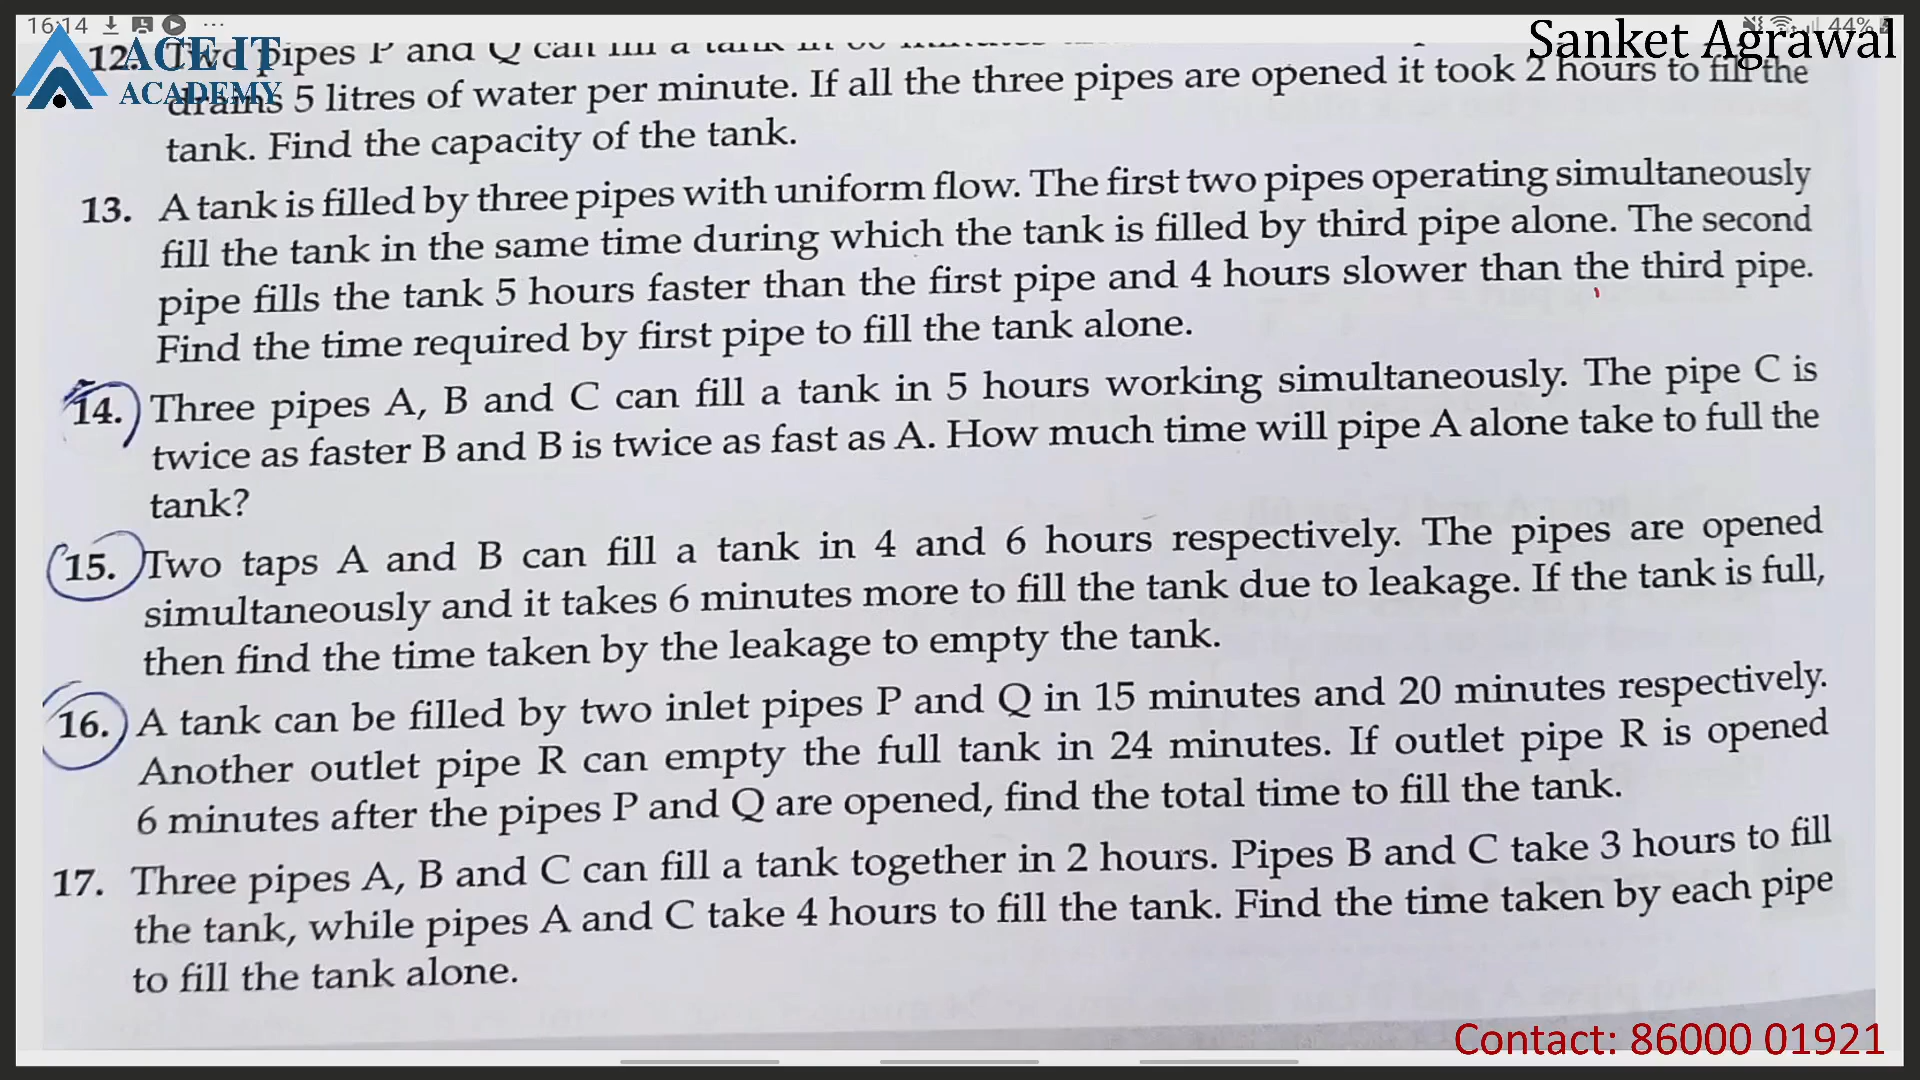 16:14
44%
Sanket Agrawal
ACE IT
ACADEMY
12. Two pipes P and Q can fill a tank in
drains 5 litres of water per minute. If all the three pipes are opened it took 2 hours to fill the
tank. Find the capacity of the tank.
13. A tank is filled by three pipes with uniform flow. The first two pipes operating simultaneously
fill the tank in the same time during which the tank is filled by third pipe alone. The second
pipe fills the tank 5 hours faster than the first pipe and 4 hours slower than the third pipe.
Find the time required by first pipe to fill the tank alone.
14. Three pipes A, B and C can fill a tank in 5 hours working simultaneously. The pipe C is
twice as faster B and B is twice as fast as A. How much time will pipe A alone take to full the
tank?
15. Two taps A and B can fill a tank in 4 and 6 hours respectively. The pipes are opened
simultaneously and it takes 6 minutes more to fill the tank due to leakage. If the tank is full,
then find the time taken by the leakage to empty the tank.
16. A tank can be filled by two inlet pipes P and Q in 15 minutes and 20 minutes respectively.
Another outlet pipe R can empty the full tank in 24 minutes. If outlet pipe R is opened
6 minutes after the pipes P and Q are opened, find the total time to fill the tank.
17. Three pipes A, B and C can fill a tank together in 2 hours. Pipes B and C take 3 hours to fill
the tank, while pipes A and C take 4 hours to fill the tank. Find the time taken by each pipe
to fill the tank alone.
Contact: 86000 01921